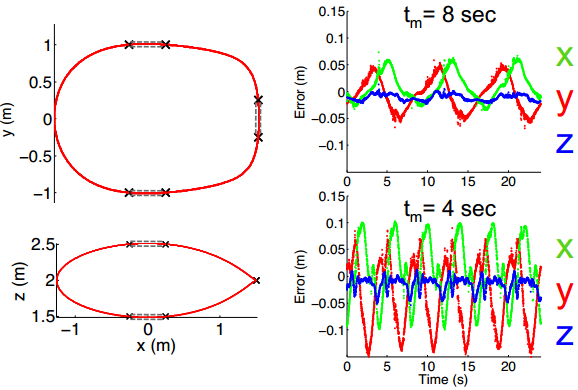 y (m)
1
0.5
0
−0.5
−1
z (m)
2.5
2
1.5
−1
0
1
x (m)
t_m= 8 sec
Error (m)
0.15
0.1
0.05
0
−0.05
−0.1
0
5
10
15
20
x
y
z
t_m= 4 sec
Error (m)
0.15
0.1
0.05
0
−0.05
−0.1
0
5
10
15
20
Time (s)
x
y
z